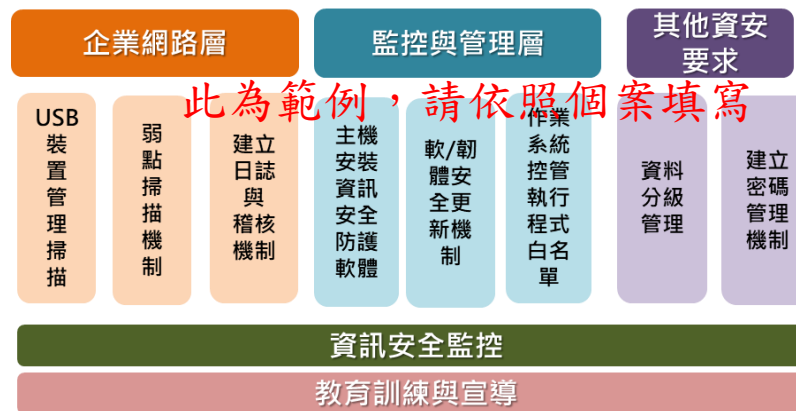 企業網路層
監控與管理層
其他資安
要求
此為範例，請依照個案填寫
USB
裝
置
管
理
掃
描
弱
點
掃
描
機
制
建立
日誌
與
稽核
機制
主機
安裝
資訊
安全
防護
軟體
軟/韌
體安
全更
新機
制
作業
系統
控管
執行
程式
白名
單
資料
分級
管理
建立
密碼
管理
機制
資訊安全監控
教育訓練與宣導